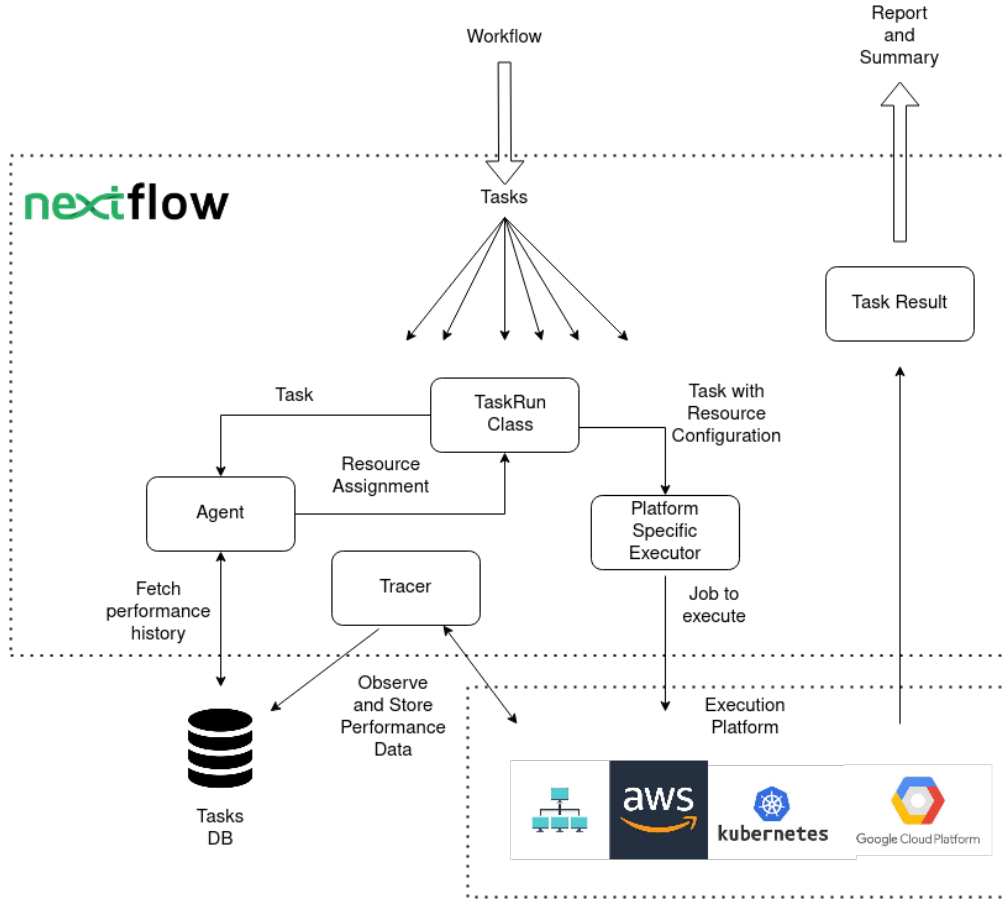 Workflow
Report
and
Summary
nextflow
Tasks
Task Result
Task
TaskRun
Class
Task with
Resource
Configuration
Resource
Assignment
Agent
Platform
Specific
Executor
Tracer
Fetch
performance
history
Job to
execute
Observe
and Store
Performance
Data
Execution
Platform
Tasks
DB
aws
kubernetes
Google Cloud Platform